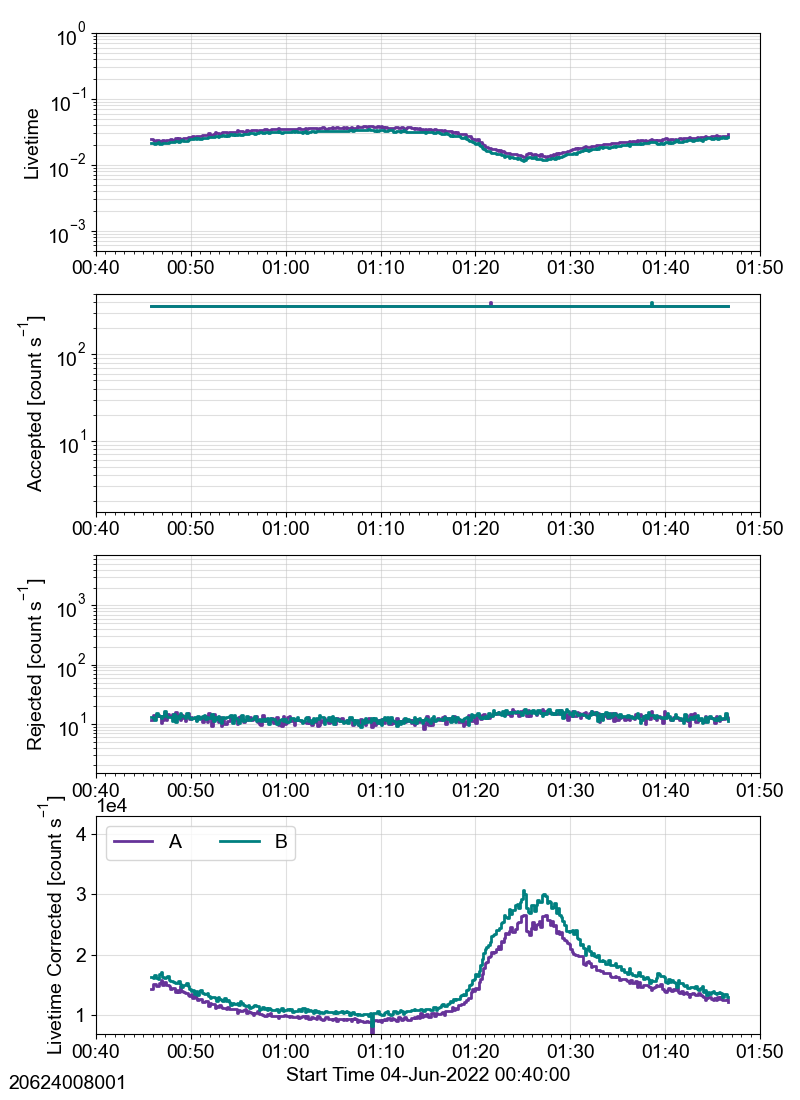 10^0
10^-1
10^-2
10^-3
Livetime
00:40 00:50 01:00 01:10 01:20 01:30 01:40 01:50
10^2
10^1
Accepted [count s^-1]
00:40 00:50 01:00 01:10 01:20 01:30 01:40 01:50
10^3
10^2
10^1
Rejected [count s^-1]
00:40 00:50 01:00 01:10 01:20 01:30 01:40 01:50
1e4
A B
4
3
2
1
Livetime Corrected [count s^-1]
00:40 00:50 01:00 01:10 01:20 01:30 01:40 01:50
Start Time 04-Jun-2022 00:40:00
20624008001